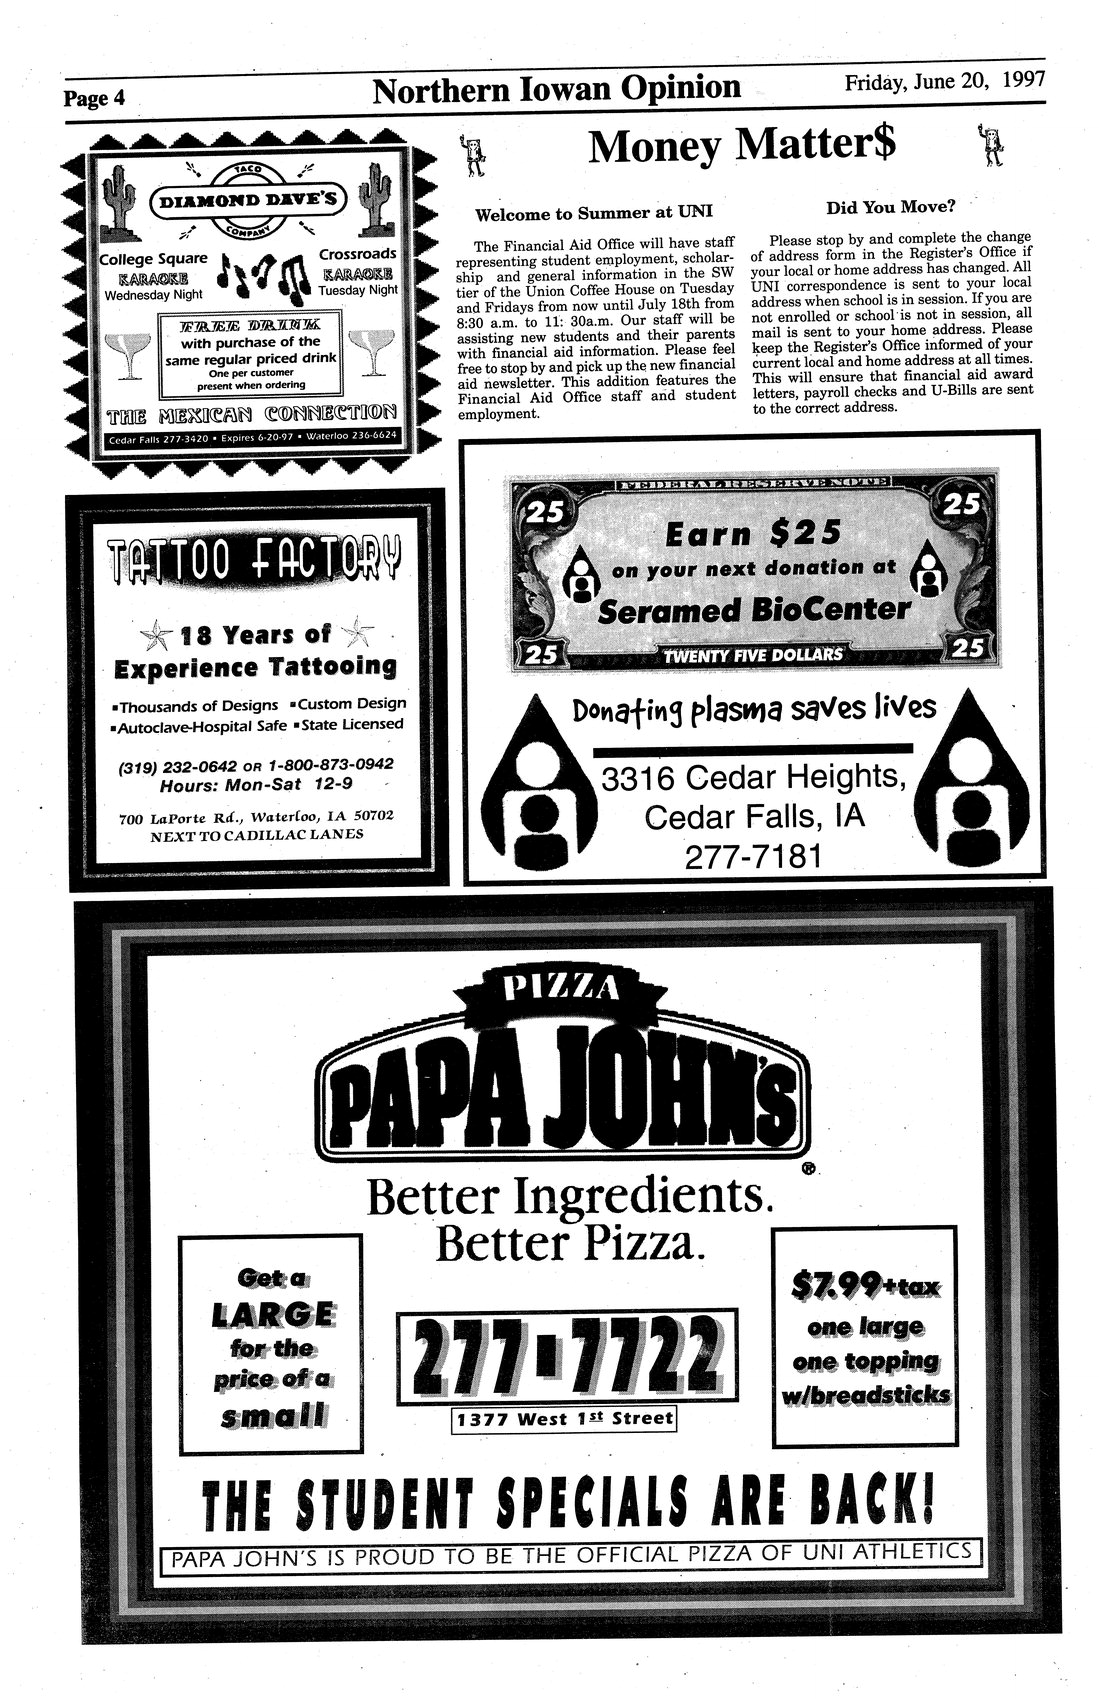 Page 4
Northern Iowan Opinion
Friday, June 20, 1997
TACO
DIAMOND DAVE'S
COMPANY
College Square
KARAOKE
Wednesday Night
Crossroads
KARAOKE
Tuesday Night
FREE DRINK
with purchase of the
same regular priced drink
One per customer
present when ordering
THE MEXICAN CONNECTION
Cedar Falls 277-3420 ▪ Expires 6-20-97 ▪ Waterloo 236-6624
Money Matter$
Welcome to Summer at UNI
The Financial Aid Office will have staff
representing student employment, scholar-
ship and general information in the SW
tier of the Union Coffee House on Tuesday
and Fridays from now until July 18th from
8:30 a.m. to 11: 30a.m. Our staff will be
assisting new students and their parents
with financial aid information. Please feel
free to stop by and pick up the new financial
aid newsletter. This addition features the
Financial Aid Office staff and student
employment.
Did You Move?
Please stop by and complete the change
of address form in the Register's Office if
your local or home address has changed. All
UNI correspondence is sent to your local
address when school is in session. If you are
not enrolled or school is not in session, all
mail is sent to your home address. Please
keep the Register's Office informed of your
current local and home address at all times.
This will ensure that financial aid award
letters, payroll checks and U-Bills are sent
to the correct address.
TATTOO FACTORY
18 Years of
Experience Tattooing
▪Thousands of Designs ▪Custom Design
▪Autoclave-Hospital Safe ▪State Licensed
(319) 232-0642 OR 1-800-873-0942
Hours: Mon-Sat 12-9
700 LaPorte Rd., Waterloo, IA 50702
NEXT TO CADILLAC LANES
FEDERAL RESERVE NOTE
25
25
Earn $25
on your next donation at
Seramed BioCenter
25
TWENTY FIVE DOLLARS
25
Donating plasma saves lives
3316 Cedar Heights,
Cedar Falls, IA
277-7181
PIZZA
PAPA JOHN'S
®
Better Ingredients.
Better Pizza.
Get a
LARGE
for the
price of a
small
277-7722
1377 West 1st Street
$7.99+tax
one large
one topping
w/breadsticks
THE STUDENT SPECIALS ARE BACK!
PAPA JOHN'S IS PROUD TO BE THE OFFICIAL PIZZA OF UNI ATHLETICS